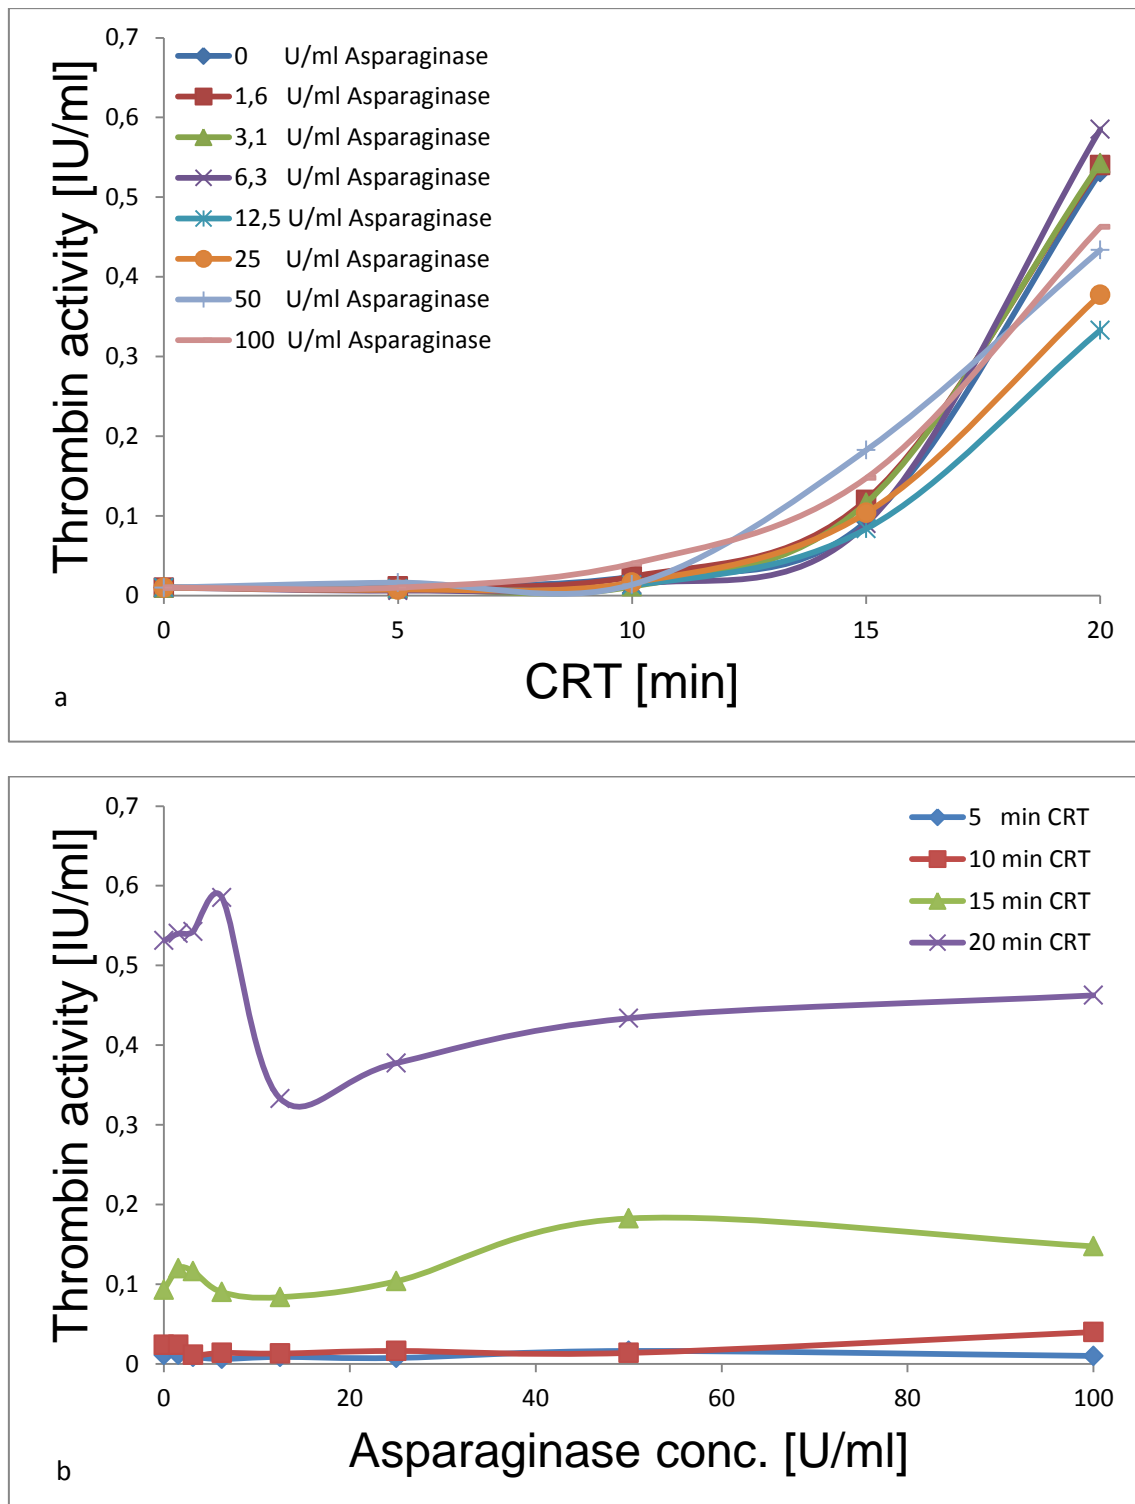 Thrombin activity [IU/ml]
0,7
0,6
0,5
0,4
0,3
0,2
0,1
0
0 U/ml Asparaginase
1,6 U/ml Asparaginase
3,1 U/ml Asparaginase
6,3 U/ml Asparaginase
12,5 U/ml Asparaginase
25 U/ml Asparaginase
50 U/ml Asparaginase
100 U/ml Asparaginase
0 5 10 15 20
CRT [min]
a
Thrombin activity [IU/ml]
0,7
0,6
0,5
0,4
0,3
0,2
0,1
0
5 min CRT
10 min CRT
15 min CRT
20 min CRT
0 20 40 60 80 100
Asparaginase conc. [U/ml]
b